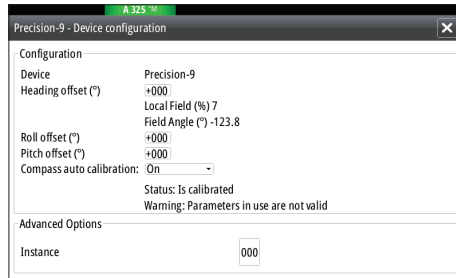 A 325 °M
Precision-9 - Device configuration
Configuration
Device Precision-9
Heading offset (°) +000
Local Field (%) 7
Field Angle (°) -123.8
Roll offset (°) +000
Pitch offset (°) +000
Compass auto calibration: On
Status: Is calibrated
Warning: Parameters in use are not valid
Advanced Options
Instance 000